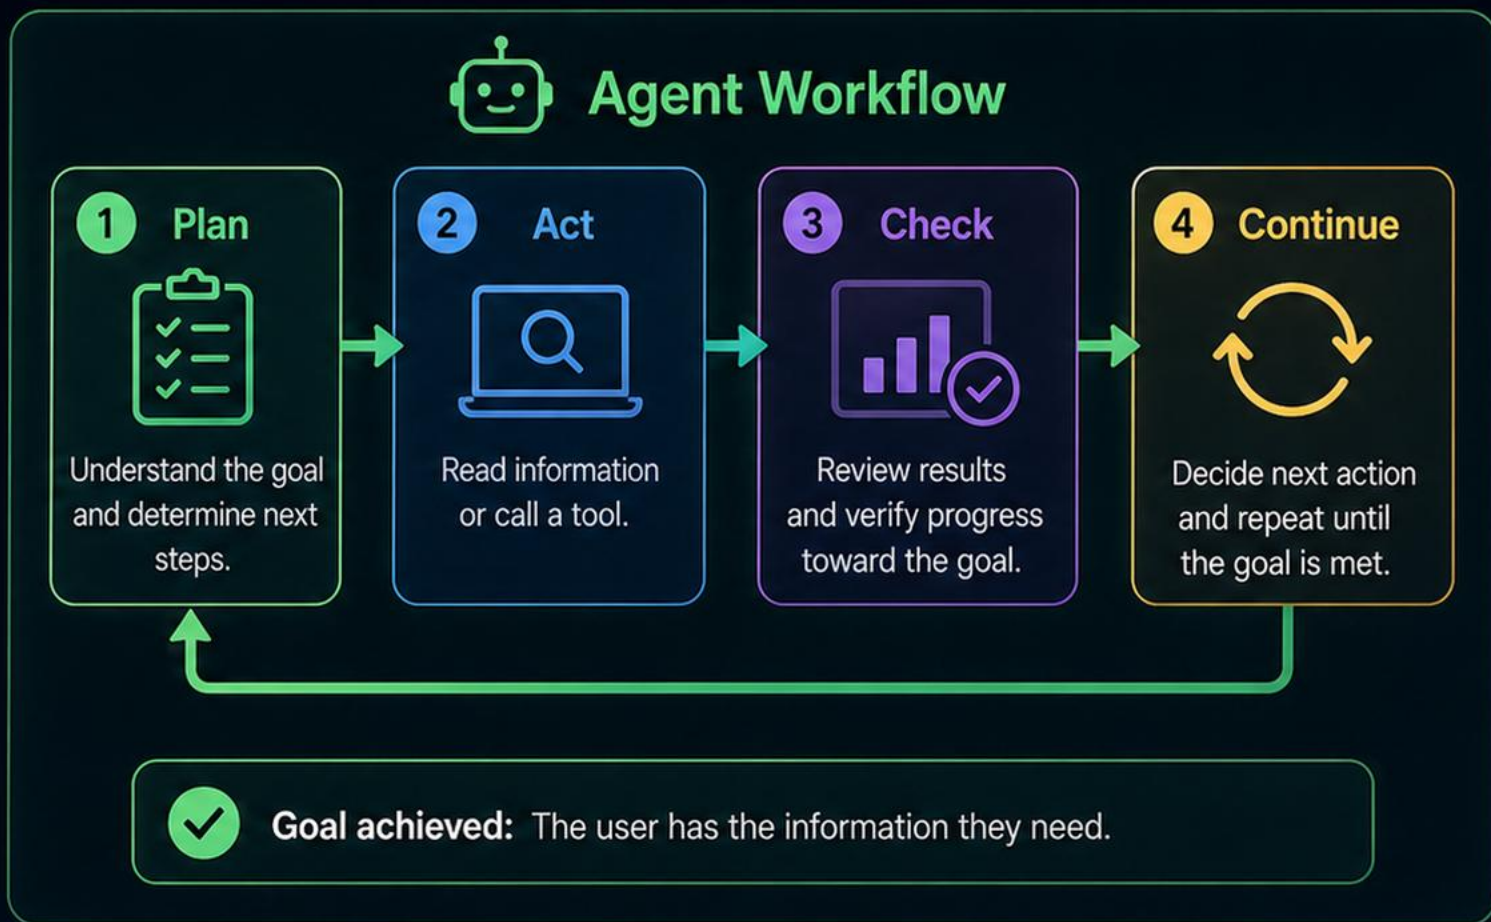 Agent Workflow
1 Plan
Understand the goal
and determine next
steps.
2 Act
Read information
or call a tool.
3 Check
Review results
and verify progress
toward the goal.
4 Continue
Decide next action
and repeat until
the goal is met.
Goal achieved: The user has the information they need.